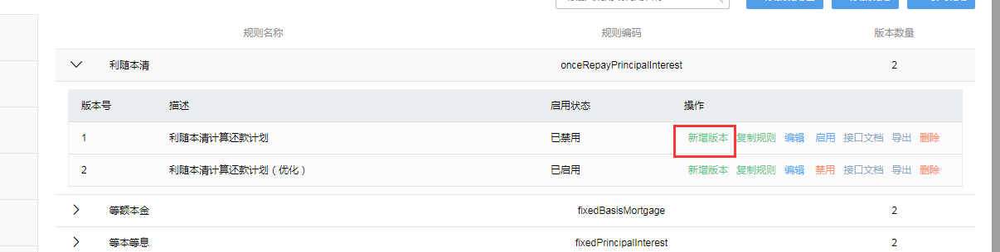 规则名称 规则编码 版本数量
利随本清 onceRepayPrincipalInterest 2
版本号 描述 启用状态 操作
1 利随本清计算还款计划 已禁用 新增版本 复制规则 编辑 启用 接口文档 导出 删除
2 利随本清计算还款计划（优化） 已启用 新增版本 复制规则 编辑 禁用 接口文档 导出 删除
等额本金 fixedBasisMortgage 2
等本等息 fixedPrincipalInterest 2